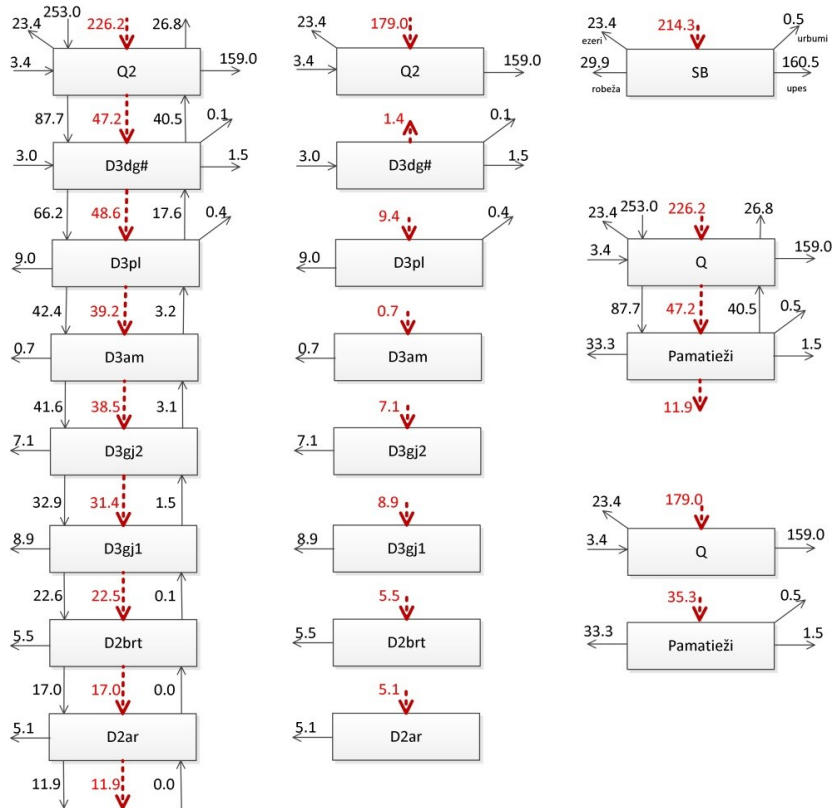 23.4 253.0 226.2 26.8
3.4 Q2 159.0
87.7 47.2 40.5 0.1
3.0 D3dg# 1.5
66.2 48.6 17.6 0.4
9.0 D3pl
42.4 39.2 3.2
0.7 D3am
41.6 38.5 3.1
7.1 D3gj2
32.9 31.4 1.5
8.9 D3gj1
22.6 22.5 0.1
5.5 D2brt
17.0 17.0 0.0
5.1 D2ar
11.9 11.9 0.0
23.4 179.0
3.4 Q2 159.0
1.4 0.1
3.0 D3dg# 1.5
9.4 0.4
9.0 D3pl
0.7
0.7 D3am
7.1
7.1 D3gj2
8.9
8.9 D3gj1
5.5
5.5 D2brt
5.1
5.1 D2ar
23.4 214.3 0.5
ezeri urbumi
29.9 SB 160.5
robeža upes
23.4 253.0 226.2 26.8
3.4 Q 159.0
87.7 47.2 40.5 0.5
33.3 Pamatieži 1.5
11.9
23.4 179.0
3.4 Q 159.0
35.3 0.5
33.3 Pamatieži 1.5